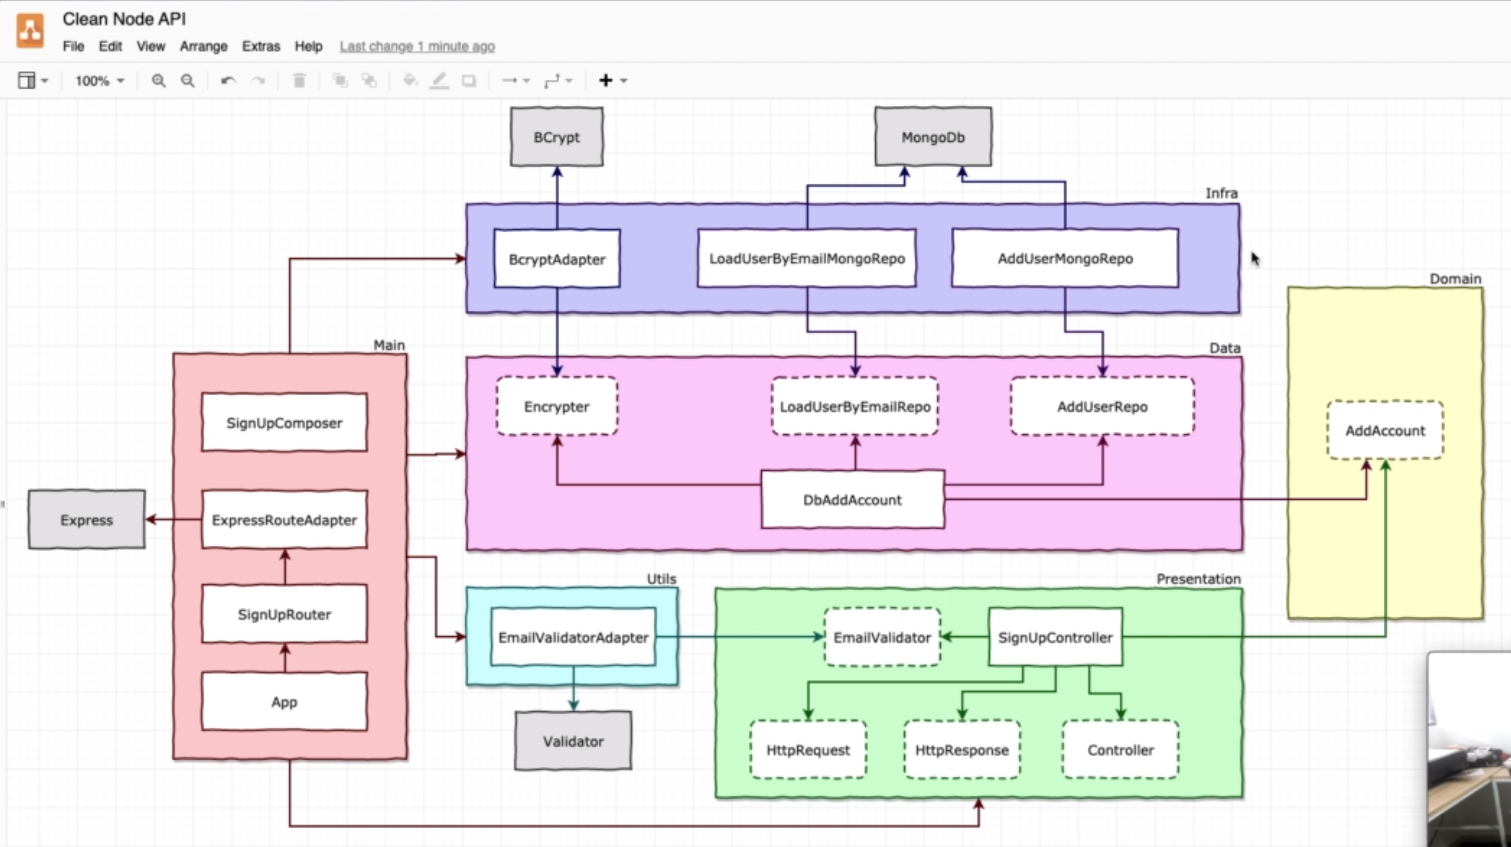 Clean Node API
File Edit View Arrange Extras Help Last change 1 minute ago
100%
BCrypt
MongoDb
Infra
BcryptAdapter
LoadUserByEmailMongoRepo
AddUserMongoRepo
Domain
Main
Data
SignUpComposer
Encrypter
LoadUserByEmailRepo
AddUserRepo
AddAccount
DbAddAccount
Express
ExpressRouteAdapter
SignUpRouter
App
Utils
EmailValidatorAdapter
Validator
Presentation
EmailValidator
SignUpController
HttpRequest
HttpResponse
Controller